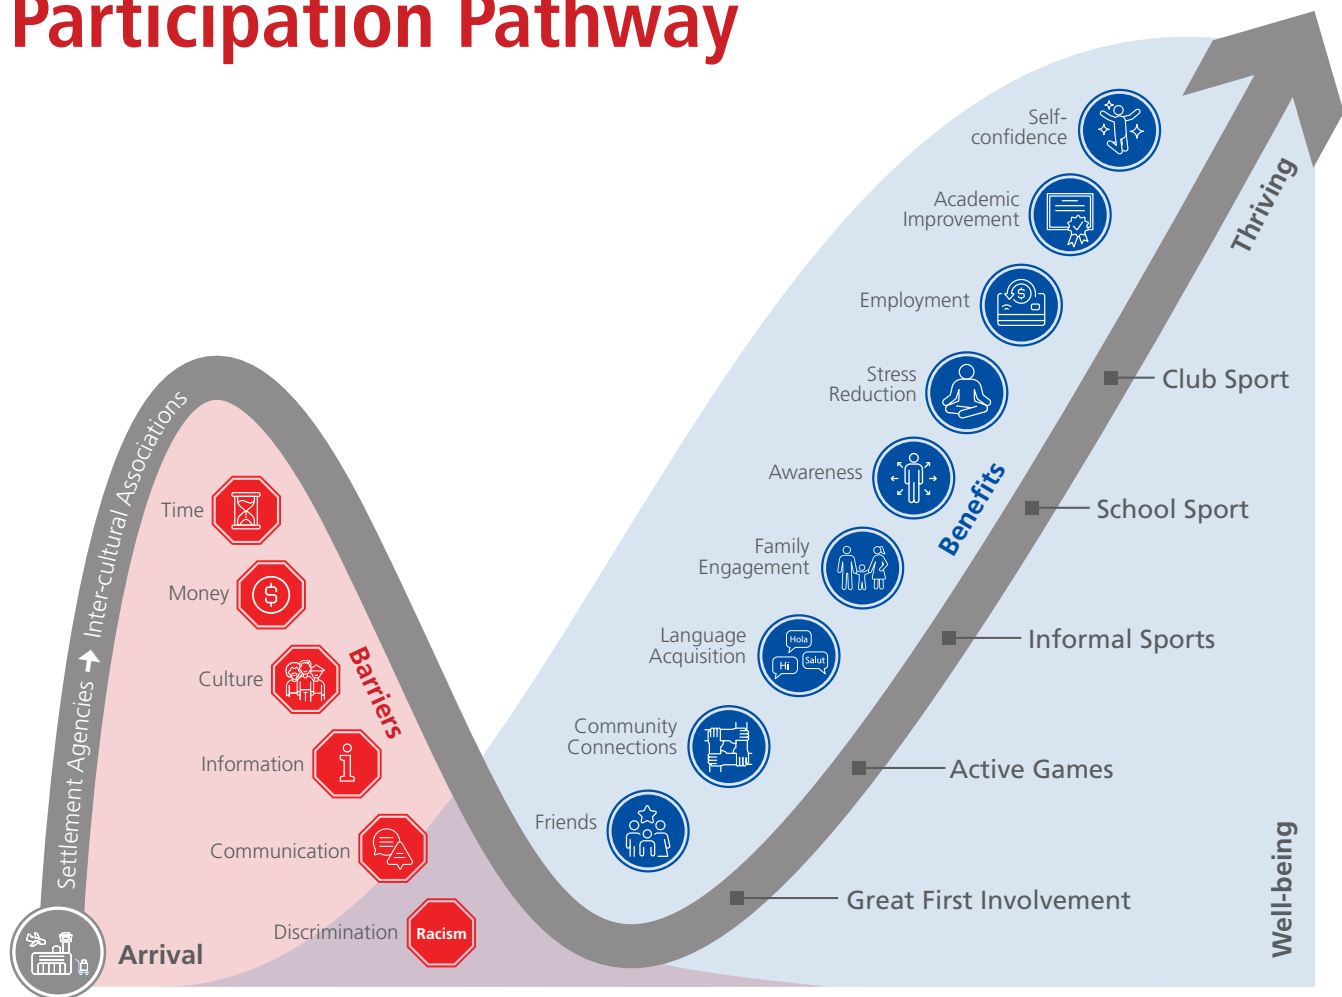 Participation Pathway
Self-
confidence
Academic
Improvement
Employment
Stress
Reduction
Awareness
Family
Engagement
Language
Acquisition
Hola
Hi
Salut
Community
Connections
Friends
Benefits
Thriving
Club Sport
School Sport
Informal Sports
Active Games
Great First Involvement
Well-being
Settlement Agencies → Inter-cultural Associations
Time
Money
$
Culture
Information
i
Communication
Discrimination
Racism
Barriers
Arrival
$